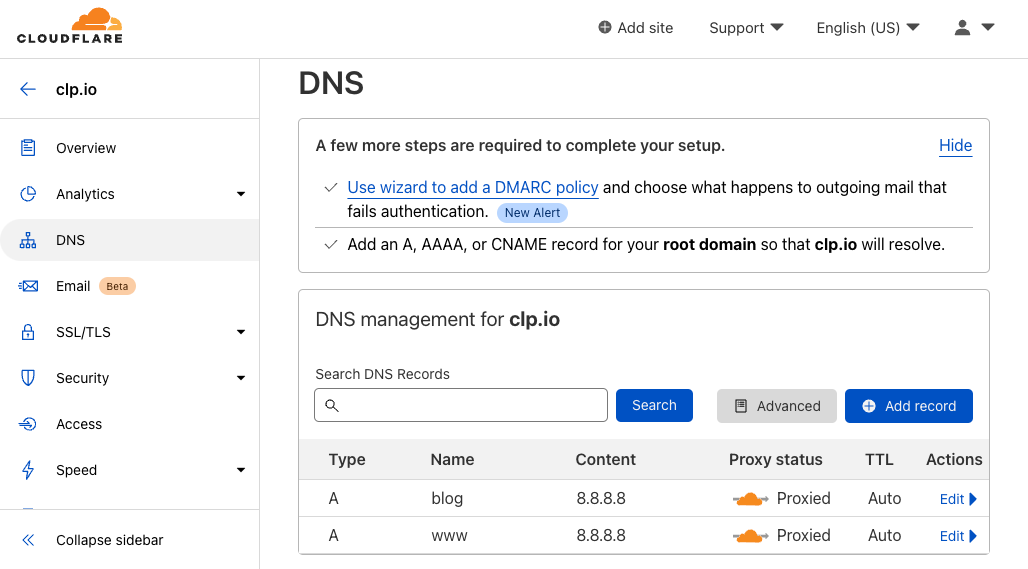 CLOUDFLARE
Add site Support English (US)
clp.io
Overview
Analytics
DNS
Email Beta
SSL/TLS
Security
Access
Speed
Collapse sidebar
DNS
A few more steps are required to complete your setup. Hide
Use wizard to add a DMARC policy and choose what happens to outgoing mail that
fails authentication. New Alert
Add an A, AAAA, or CNAME record for your root domain so that clp.io will resolve.
DNS management for clp.io
Search DNS Records
Search Advanced Add record
Type Name Content Proxy status TTL Actions
A blog 8.8.8.8 Proxied Auto Edit
A www 8.8.8.8 Proxied Auto Edit